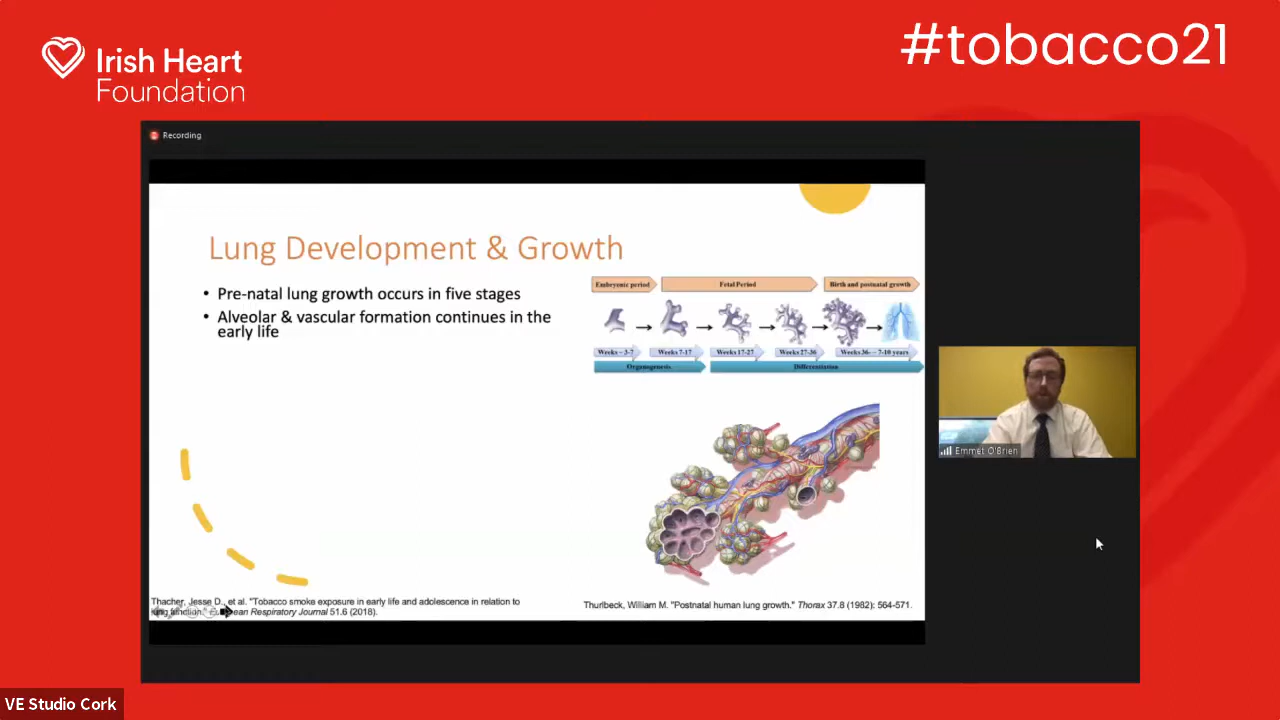 Irish Heart
Foundation
#tobacco21
Recording
Lung Development & Growth
• Pre-natal lung growth occurs in five stages
• Alveolar & vascular formation continues in the
early life
Embryonic period
Fetal Period
Birth and postnatal growth
Weeks – 3-7
Weeks 7-17
Weeks 17-27
Weeks 27-36
Weeks 36- – 7-10 years
Organogenesis
Differentiation
Emmet O'Brien
Thacher, Jesse D., et al. "Tobacco smoke exposure in early life and adolescence in relation to
lung function." ean Respiratory Journal 51.6 (2018).
Thurlbeck, William M. "Postnatal human lung growth." Thorax 37.8 (1982): 564-571.
VE Studio Cork